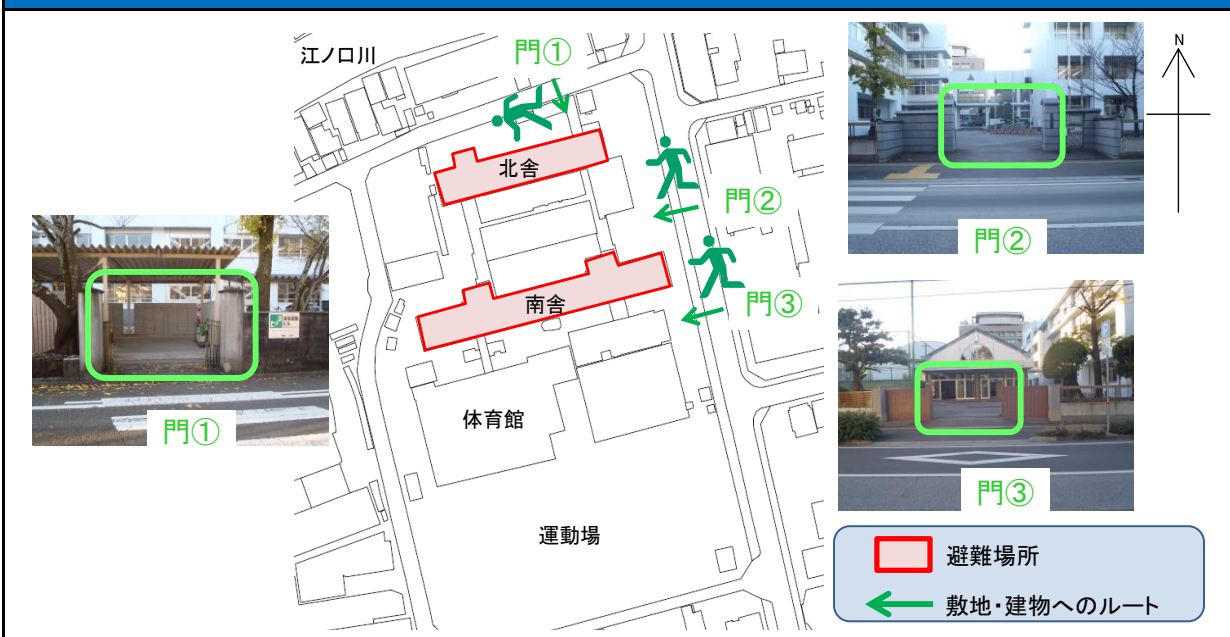 江ノ口川
門①
N
北舎
門②
門②
南舎
門③
門①
体育館
門③
運動場
避難場所
敷地・建物へのルート